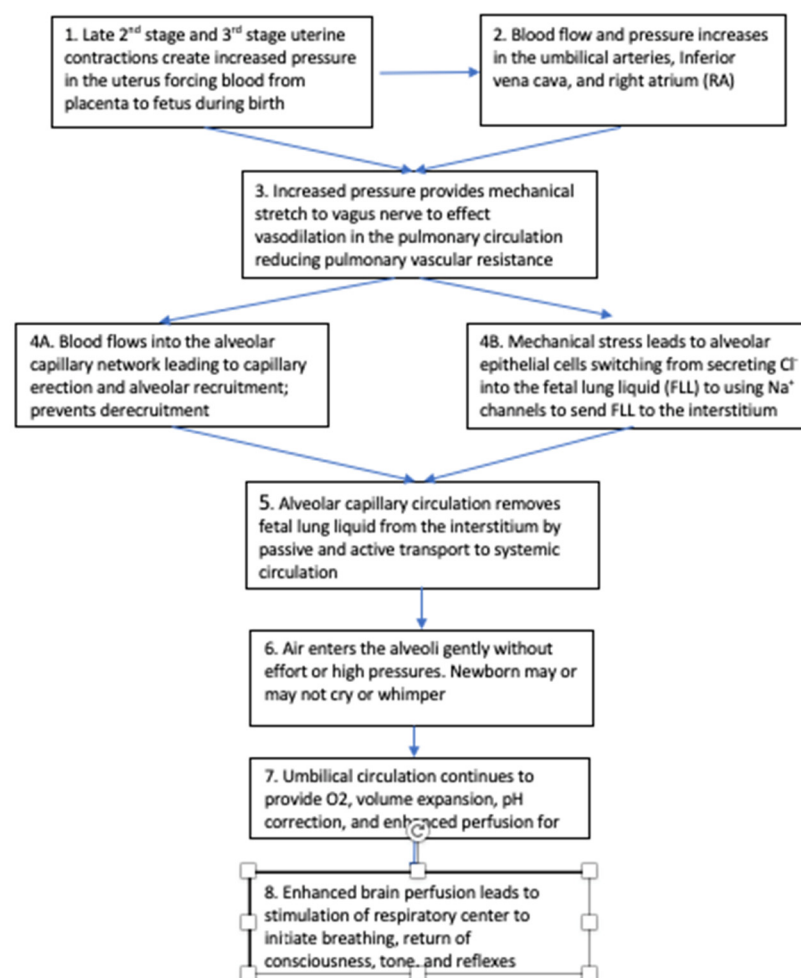 1. Late 2nd stage and 3rd stage uterine
contractions create increased pressure
in the uterus forcing blood from
placenta to fetus during birth
2. Blood flow and pressure increases
in the umbilical arteries, Inferior
vena cava, and right atrium (RA)
3. Increased pressure provides mechanical
stretch to vagus nerve to effect
vasodilation in the pulmonary circulation
reducing pulmonary vascular resistance
4A. Blood flows into the alveolar
capillary network leading to capillary
erection and alveolar recruitment;
prevents derecruitment
4B. Mechanical stress leads to alveolar
epithelial cells switching from secreting Cl-
into the fetal lung liquid (FLL) to using Na+
channels to send FLL to the interstitium
5. Alveolar capillary circulation removes
fetal lung liquid from the interstitium by
passive and active transport to systemic
circulation
6. Air enters the alveoli gently without
effort or high pressures. Newborn may or
may not cry or whimper
7. Umbilical circulation continues to
provide O2, volume expansion, pH
correction, and enhanced perfusion for
8. Enhanced brain perfusion leads to
stimulation of respiratory center to
initiate breathing, return of
consciousness, tone, and reflexes